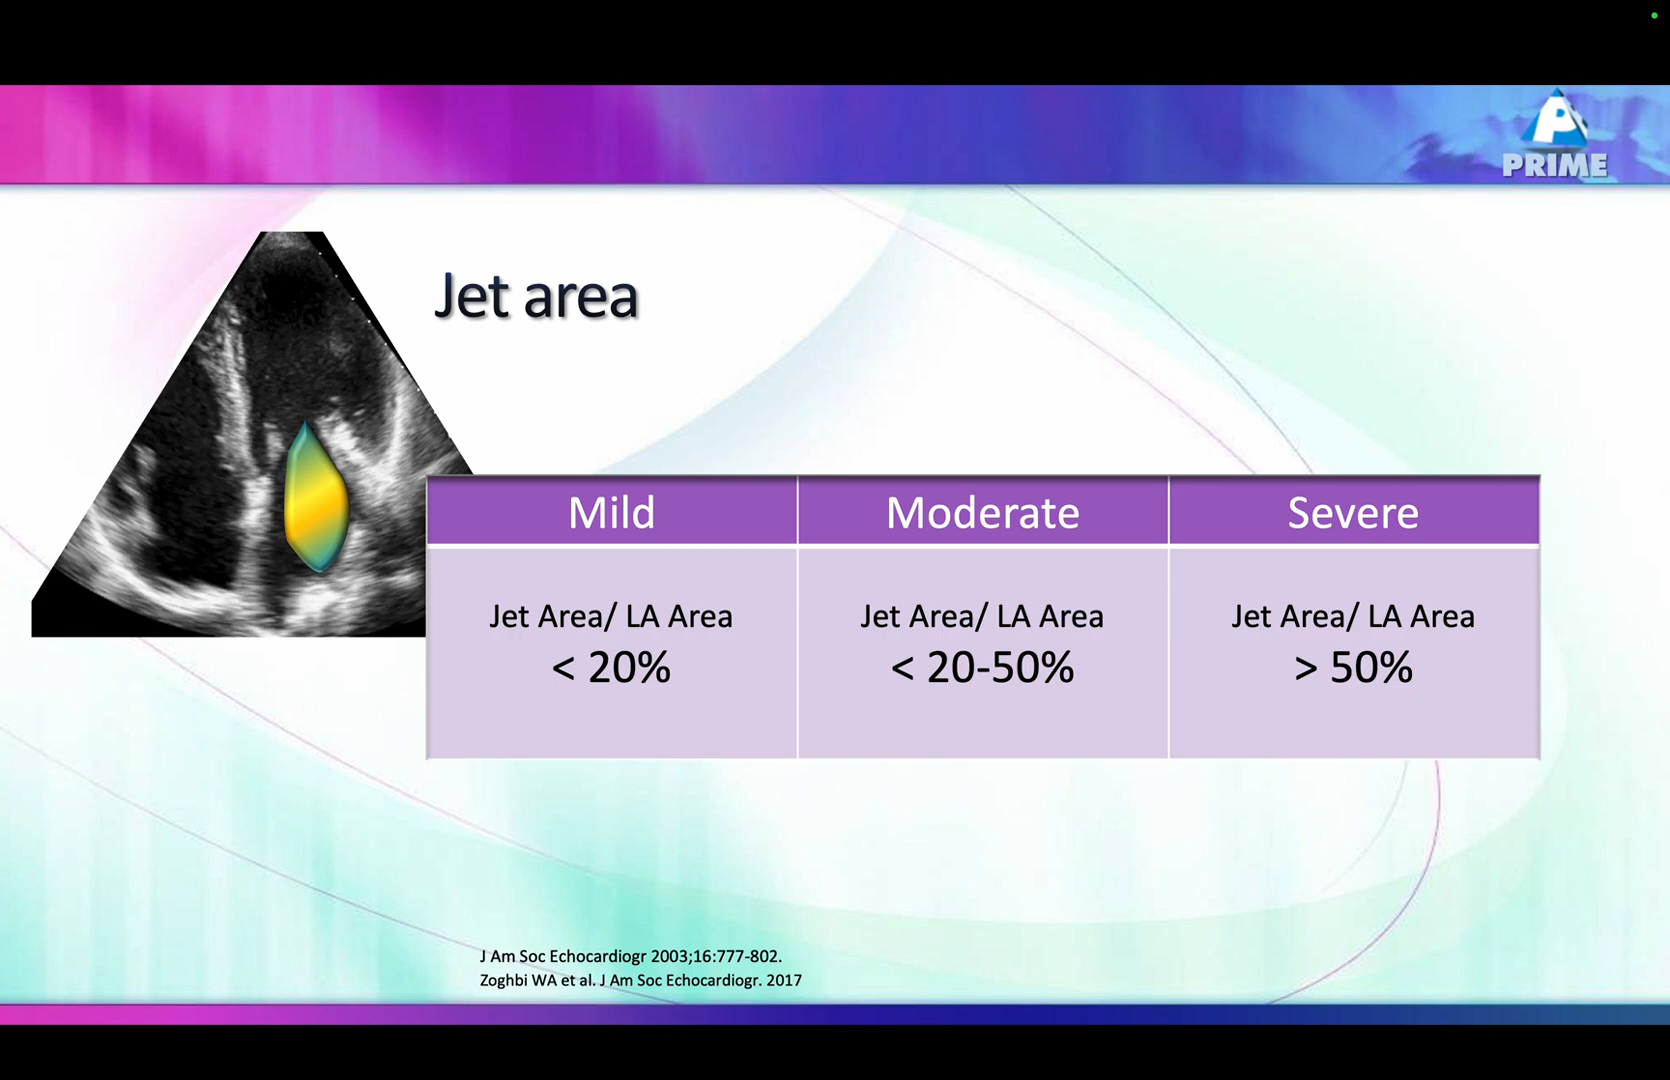 PRIME
Jet area
Mild
Moderate
Severe
Jet Area/ LA Area
< 20%
Jet Area/ LA Area
< 20-50%
Jet Area/ LA Area
> 50%
J Am Soc Echocardiogr 2003;16:777-802.
Zoghbi WA et al. J Am Soc Echocardiogr. 2017